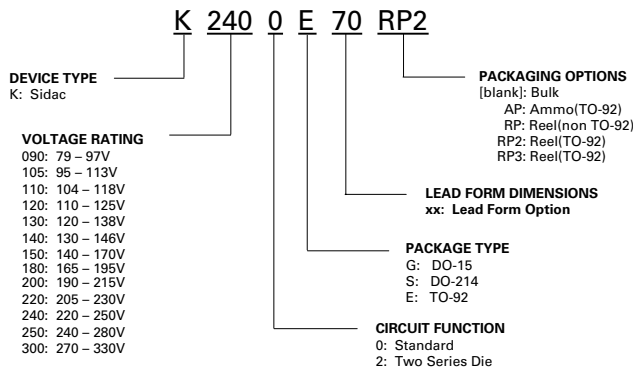 K 240 0 E 70 RP2
DEVICE TYPE
K: Sidac
VOLTAGE RATING
090: 79 – 97V
105: 95 – 113V
110: 104 – 118V
120: 110 – 125V
130: 120 – 138V
140: 130 – 146V
150: 140 – 170V
180: 165 – 195V
200: 190 – 215V
220: 205 – 230V
240: 220 – 250V
250: 240 – 280V
300: 270 – 330V
PACKAGING OPTIONS
[blank]: Bulk
AP: Ammo(TO-92)
RP: Reel(non TO-92)
RP2: Reel(TO-92)
RP3: Reel(TO-92)
LEAD FORM DIMENSIONS
xx: Lead Form Option
PACKAGE TYPE
G: DO-15
S: DO-214
E: TO-92
CIRCUIT FUNCTION
0: Standard
2: Two Series Die